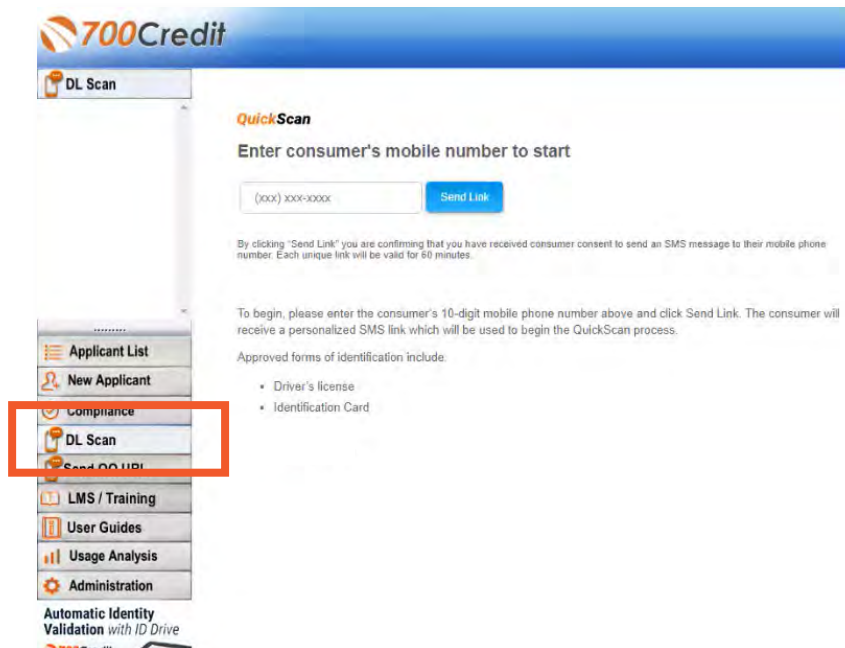 700Credit
DL Scan
QuickScan
Enter consumer's mobile number to start
(xxx) xxx-xxxx
Send Link
By clicking "Send Link" you are confirming that you have received consumer consent to send an SMS message to their mobile phone
number. Each unique link will be valid for 60 minutes.
To begin, please enter the consumer's 10-digit mobile phone number above and click Send Link. The consumer will
receive a personalized SMS link which will be used to begin the QuickScan process.
Approved forms of identification include:
• Driver's license
• Identification Card
Applicant List
New Applicant
Compliance
DL Scan
Send QQ URL
LMS / Training
User Guides
Usage Analysis
Administration
Automatic Identity
Validation with ID Drive
700Credit